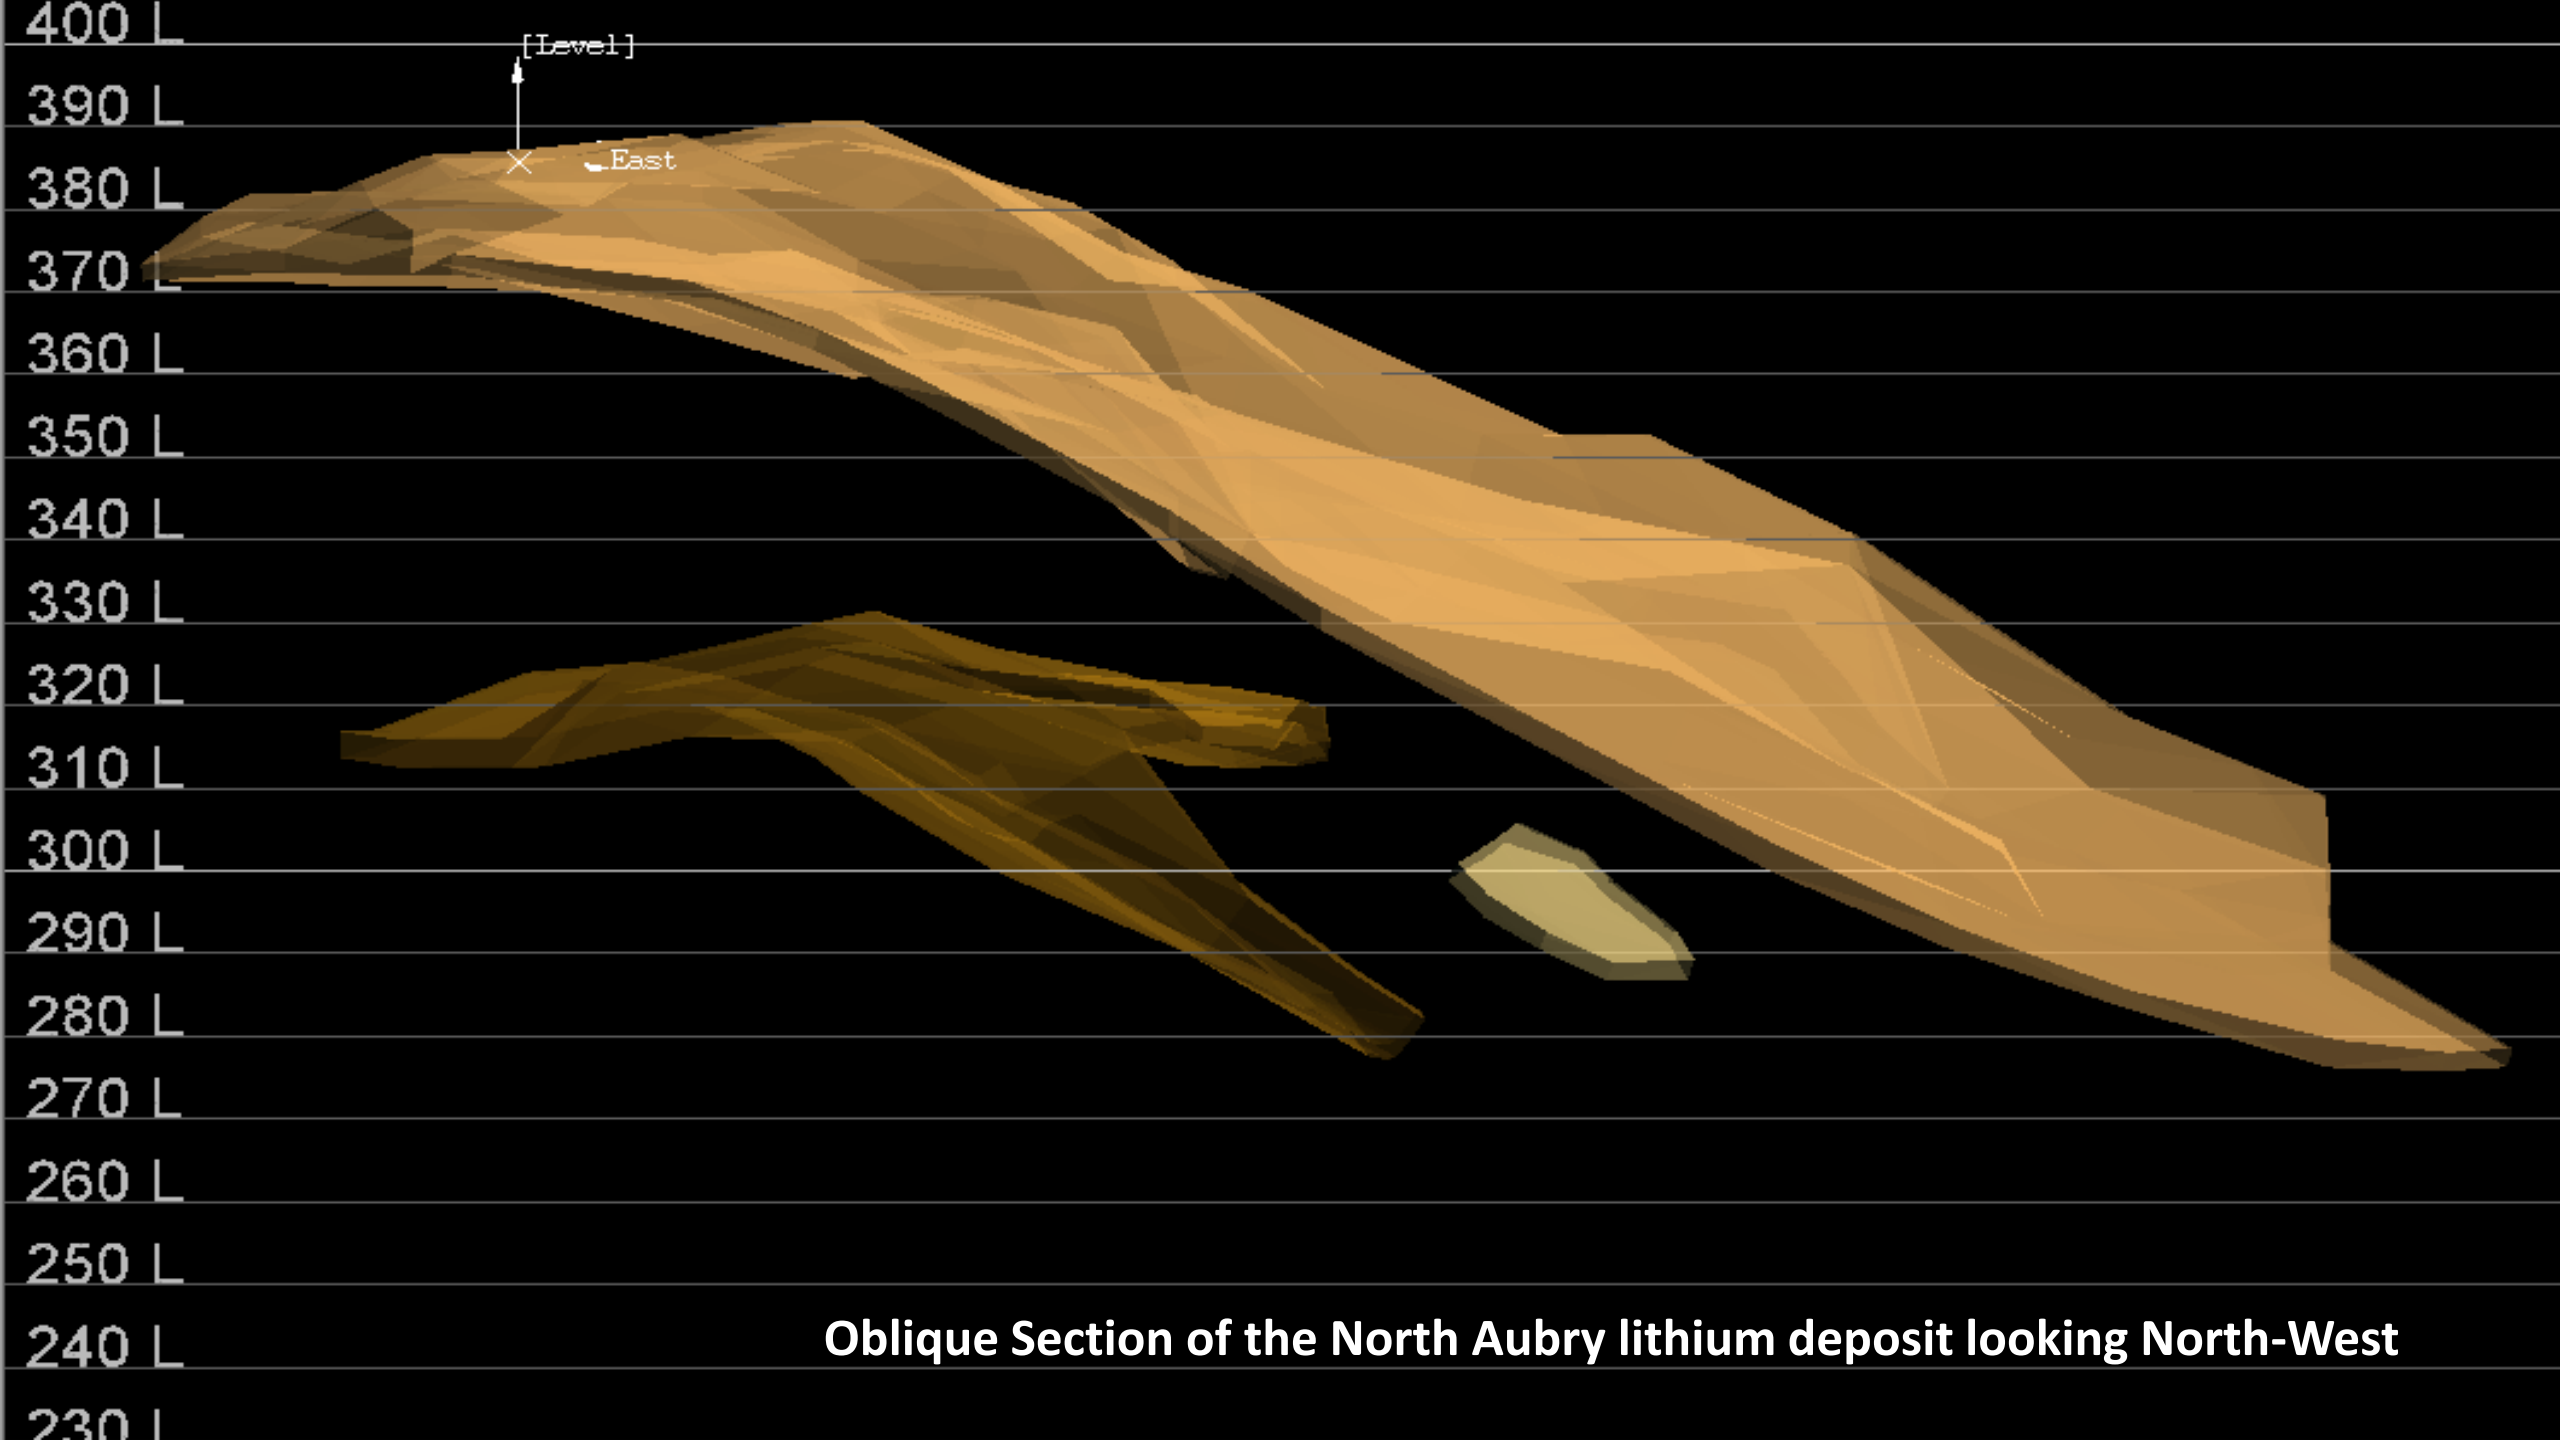 400 L
[Level]
390 L
East
380 L
370 L
360 L
350 L
340 L
330 L
320 L
310 L
300 L
290 L
280 L
270 L
260 L
250 L
Oblique Section of the North Aubry lithium deposit looking North-West
240 L
230 L